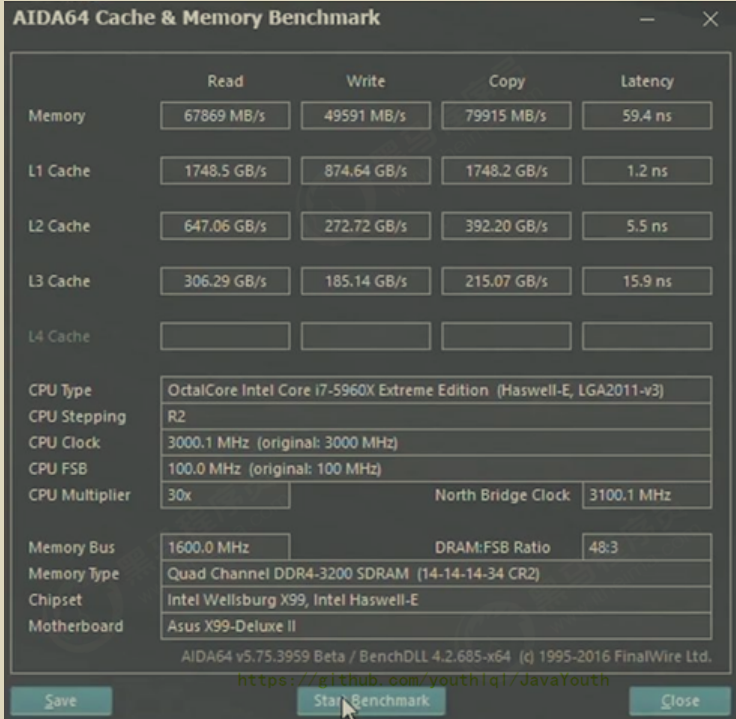 AIDA64 Cache & Memory Benchmark
Read Write Copy Latency
Memory 67869 MB/s 49591 MB/s 79915 MB/s 59.4 ns
L1 Cache 1748.5 GB/s 874.64 GB/s 1748.2 GB/s 1.2 ns
L2 Cache 647.06 GB/s 272.72 GB/s 392.20 GB/s 5.5 ns
L3 Cache 306.29 GB/s 185.14 GB/s 215.07 GB/s 15.9 ns
L4 Cache
CPU Type OctalCore Intel Core i7-5960X Extreme Edition (Haswell-E, LGA2011-v3)
CPU Stepping R2
CPU Clock 3000.1 MHz (original: 3000 MHz)
CPU FSB 100.0 MHz (original: 100 MHz)
CPU Multiplier 30x North Bridge Clock 3100.1 MHz
Memory Bus 1600.0 MHz DRAM:FSB Ratio 48:3
Memory Type Quad Channel DDR4-3200 SDRAM (14-14-14-34 CR2)
Chipset Intel Wellsburg X99, Intel Haswell-E
Motherboard Asus X99-Deluxe II
AIDA64 v5.75.3959 Beta / BenchDLL 4.2.685-x64 (c) 1995-2016 FinalWire Ltd.
https://github.com/youthlql/JavaYouth
Save Start Benchmark Close